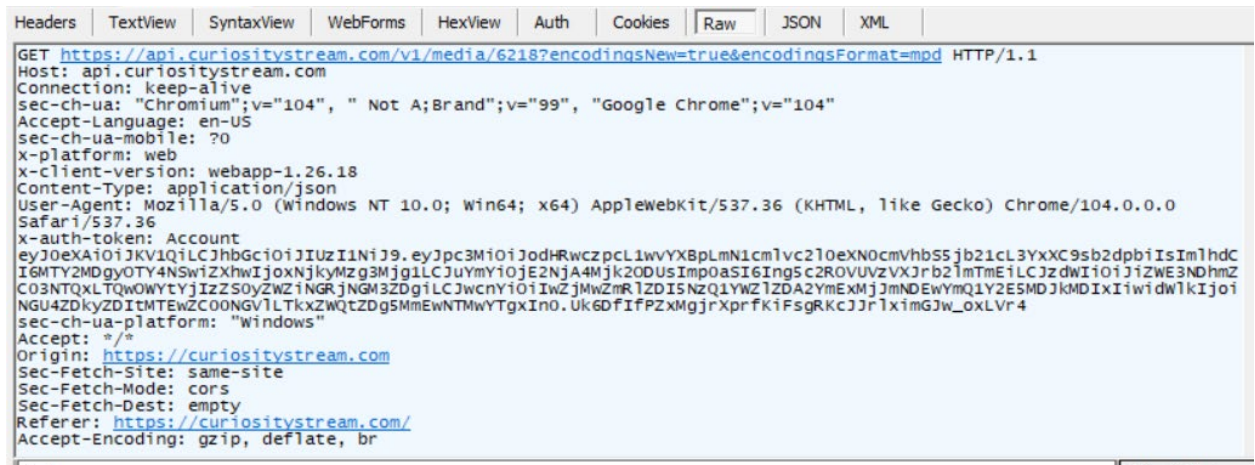 Headers TextView SyntaxView WebForms HexView Auth Cookies Raw JSON XML
GET https://api.curiositystream.com/v1/media/6218?encodingsNew=true&encodingsFormat=mpd HTTP/1.1
Host: api.curiositystream.com
Connection: keep-alive
sec-ch-ua: "Chromium";v="104", " Not A;Brand";v="99", "Google Chrome";v="104"
Accept-Language: en-US
sec-ch-ua-mobile: ?0
x-platform: web
x-client-version: webapp-1.26.18
Content-Type: application/json
User-Agent: Mozilla/5.0 (Windows NT 10.0; Win64; x64) AppleWebKit/537.36 (KHTML, like Gecko) Chrome/104.0.0.0
Safari/537.36
x-auth-token: Account
sec-ch-ua-platform: "Windows"
Accept: */*
Origin: https://curiositystream.com
Sec-Fetch-Site: same-site
Sec-Fetch-Mode: cors
Sec-Fetch-Dest: empty
Referer: https://curiositystream.com/
Accept-Encoding: gzip, deflate, br